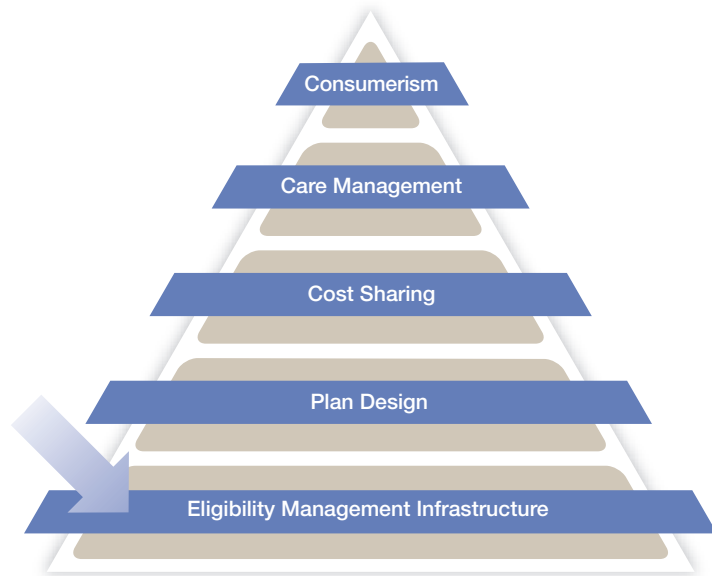 Consumerism
Care Management
Cost Sharing
Plan Design
Eligibility Management Infrastructure